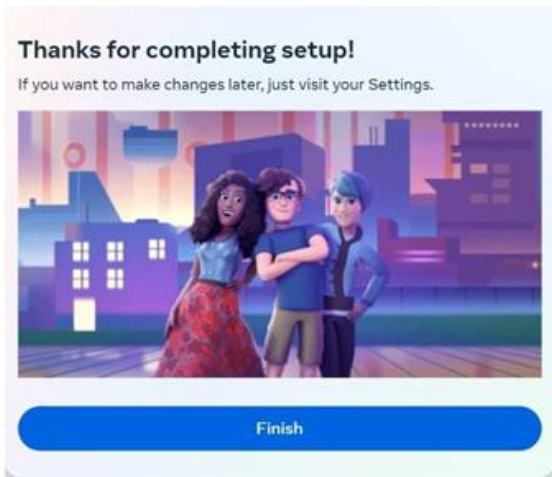 Thanks for completing setup!
If you want to make changes later, just visit your Settings.
Finish